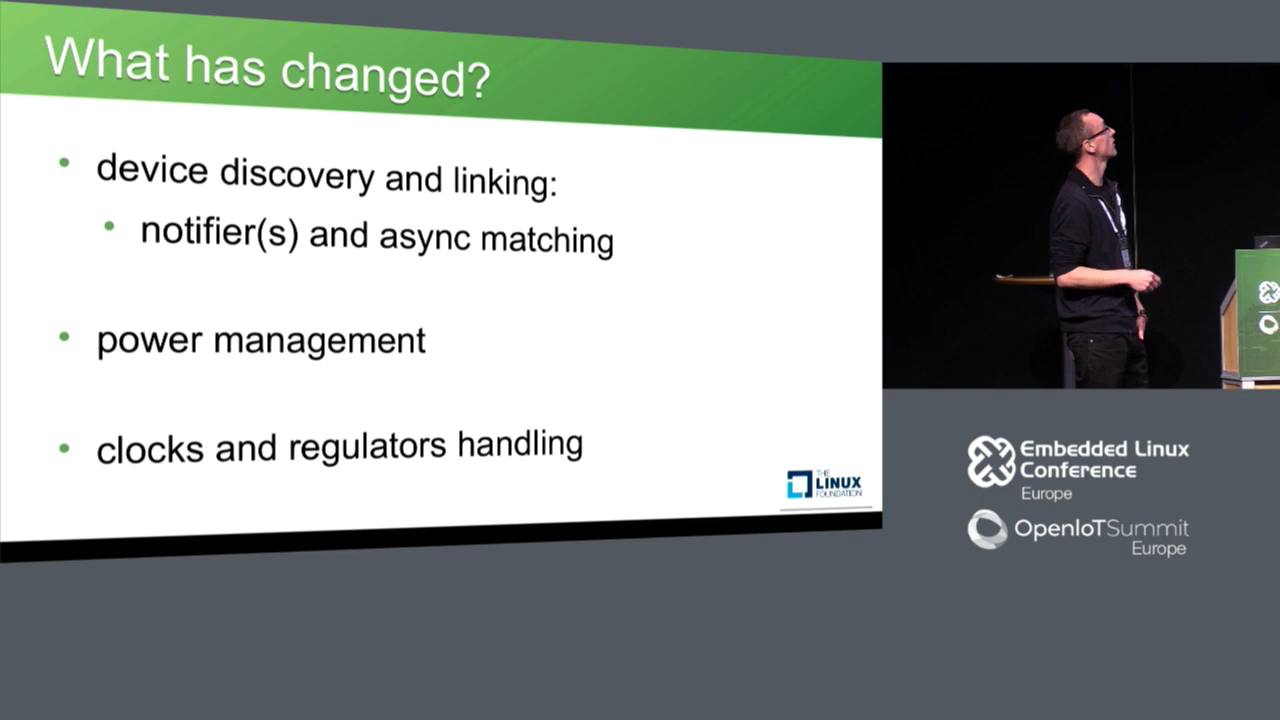 What has changed?
device discovery and linking:
notifier(s) and async matching
power management
clocks and regulators handling
THE
LINUX
FOUNDATION
Embedded Linux
Conference
Europe
OpenIoTSummit
Europe